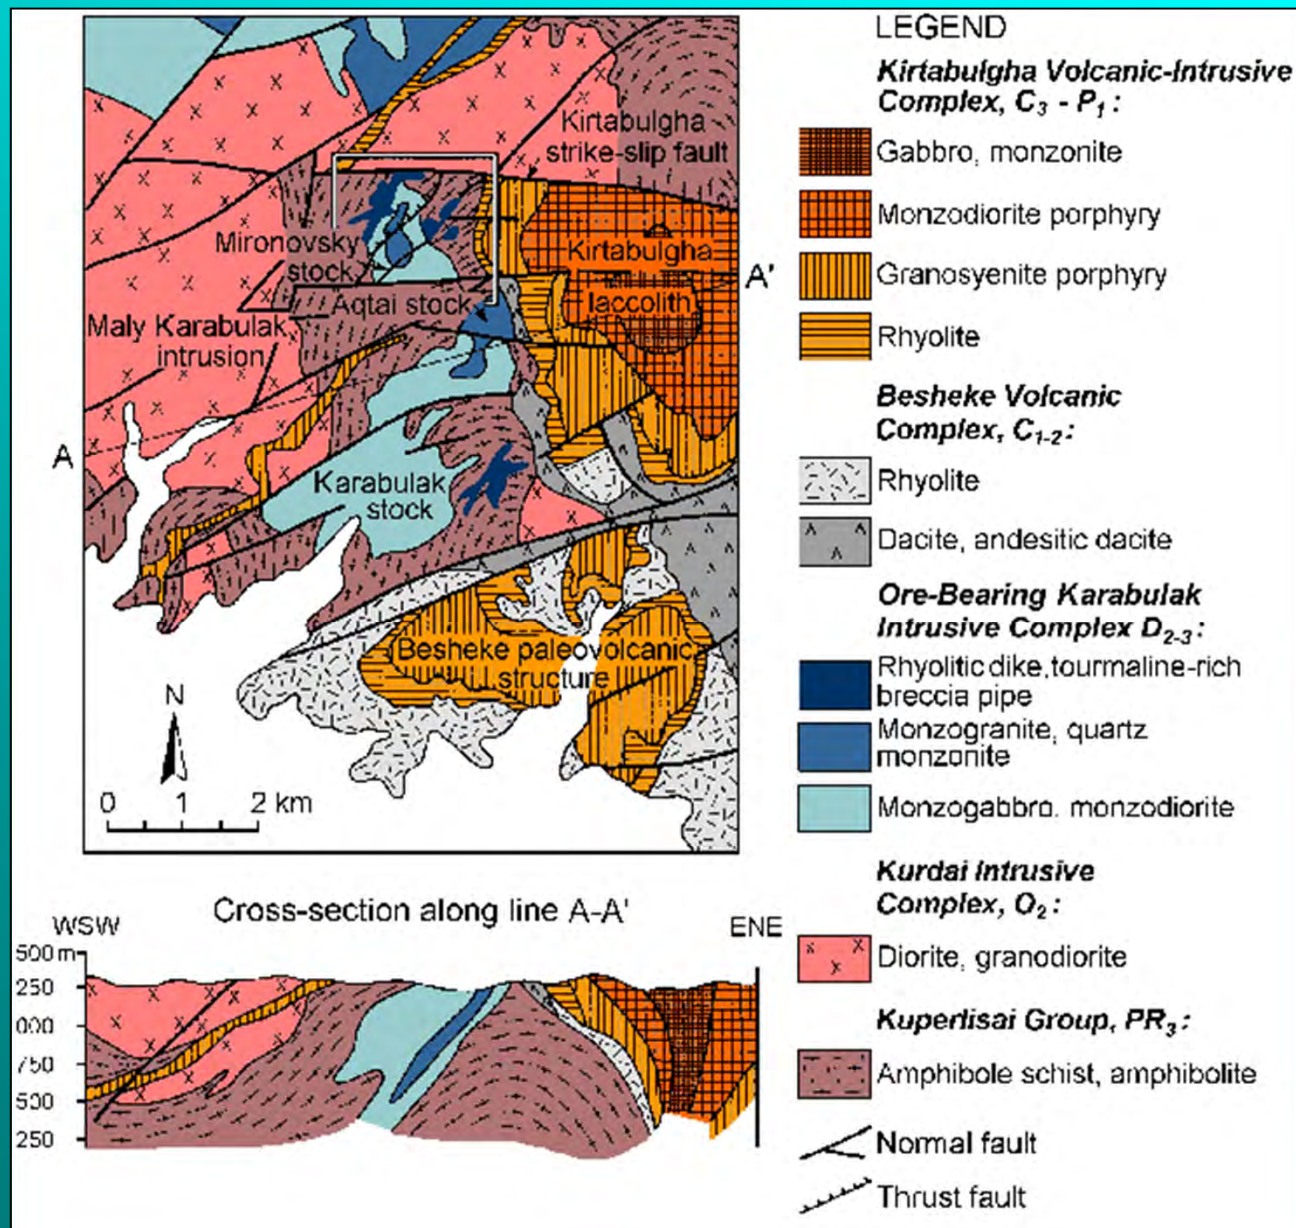 LEGEND
Kirtabulgha Volcanic-Intrusive
Complex, C3 - P1 :
Gabbro, monzonite
Monzodiorite porphyry
Granosyenite porphyry
Rhyolite
Besheke Volcanic
Complex, C1-2:
Rhyolite
Dacite, andesitic dacite
Ore-Bearing Karabulak
Intrusive Complex D2-3:
Rhyolitic dike, tourmaline-rich
breccia pipe
Monzogranite, quartz
monzonite
Monzogabbro, monzodiorite
Kurdai Intrusive
Complex, O2 :
Diorite, granodiorite
Kuperlisai Group, PR3 :
Amphibole schist, amphibolite
Normal fault
Thrust fault
Kirtabulgha
strike-slip fault
Mironovsky
stock
Kirtabulgha
laccolith
A'
Aqtai stock
Maly Karabulak
intrusion
A
Karabulak
stock
Besheke paleovolcanic
structure
N
0 1 2 km
Cross-section along line A-A'
WSW
ENE
500 m
250
000
750
500
250